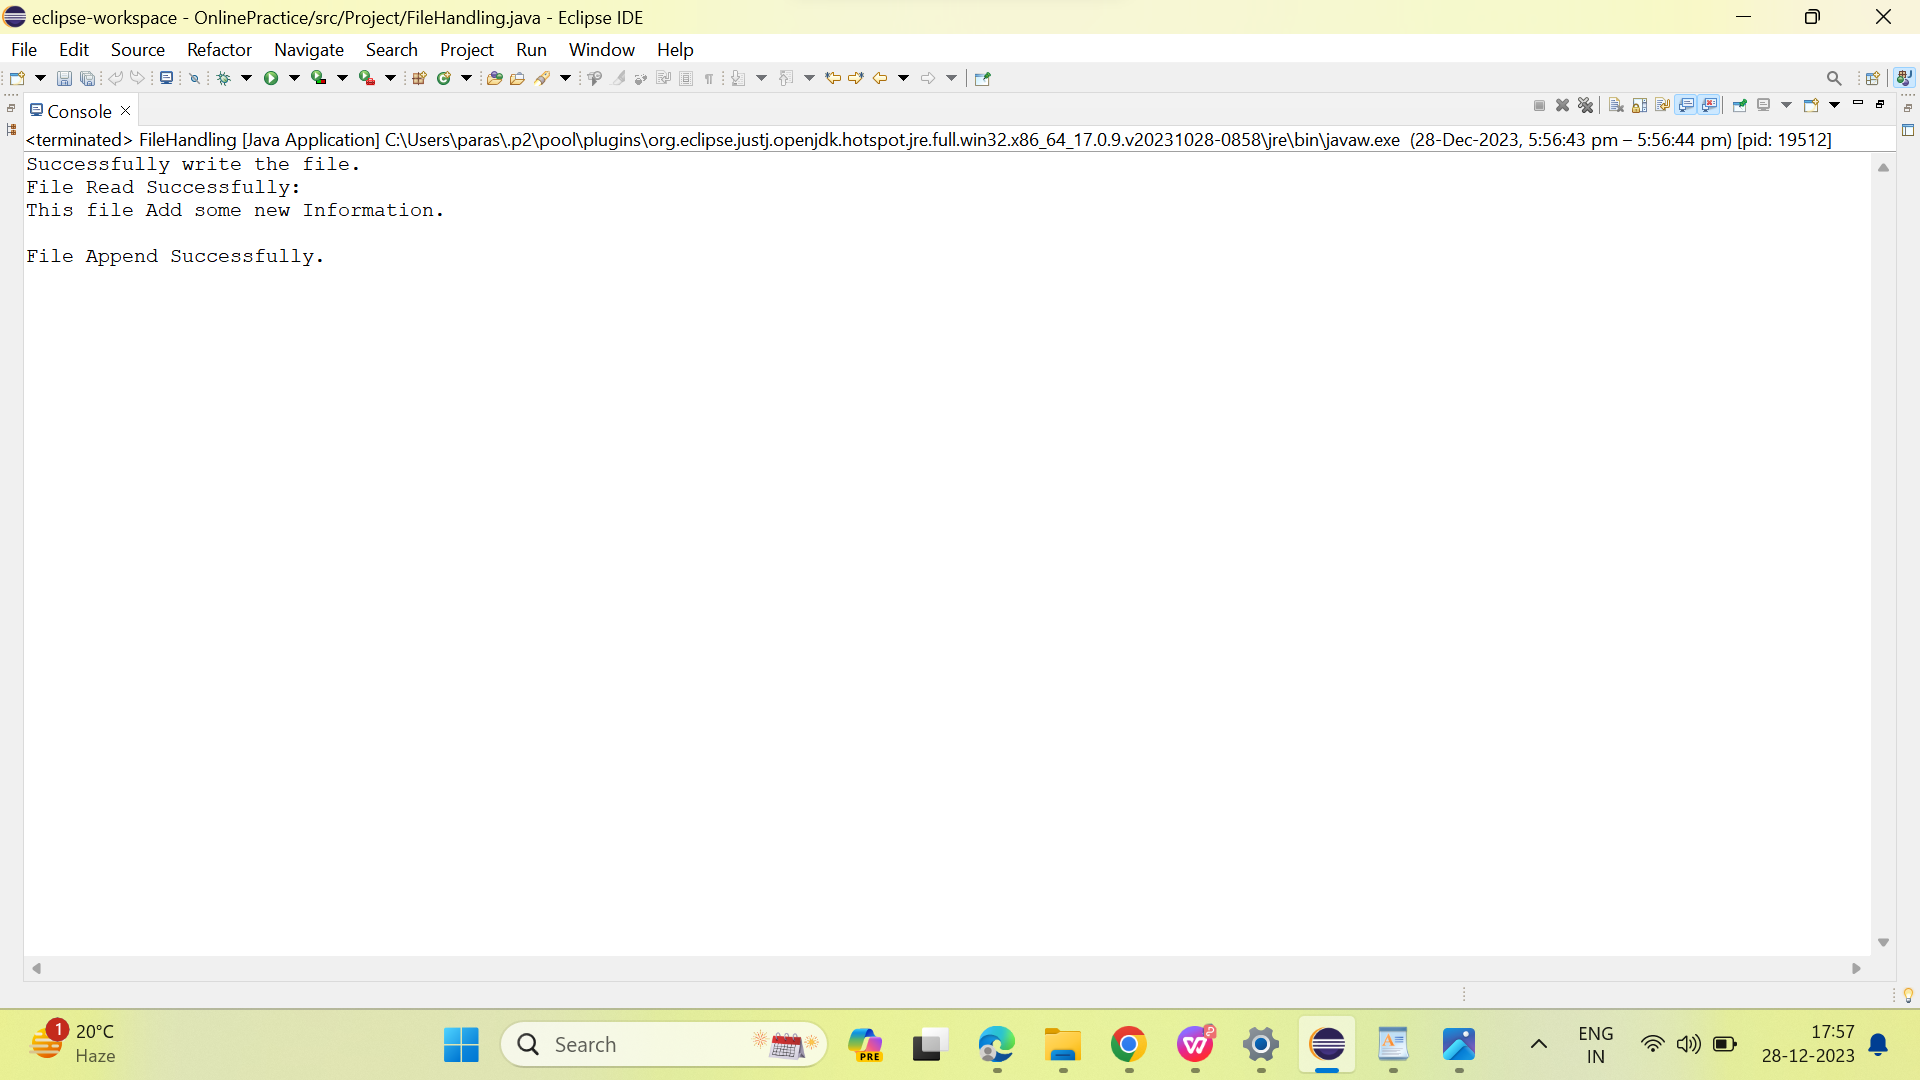 eclipse-workspace - OnlinePractice/src/Project/FileHandling.java - Eclipse IDE
File Edit Source Refactor Navigate Search Project Run Window Help
Console
<terminated> FileHandling [Java Application] C:\Users\paras\.p2\pool\plugins\org.eclipse.justj.openjdk.hotspot.jre.full.win32.x86_64_17.0.9.v20231028-0858\jre\bin\javaw.exe (28-Dec-2023, 5:56:43 pm – 5:56:44 pm) [pid: 19512]
Successfully write the file.
File Read Successfully:
This file Add some new Information.
File Append Successfully.
1
20°C
Haze
Search
PRE
2
ENG
IN
17:57
28-12-2023